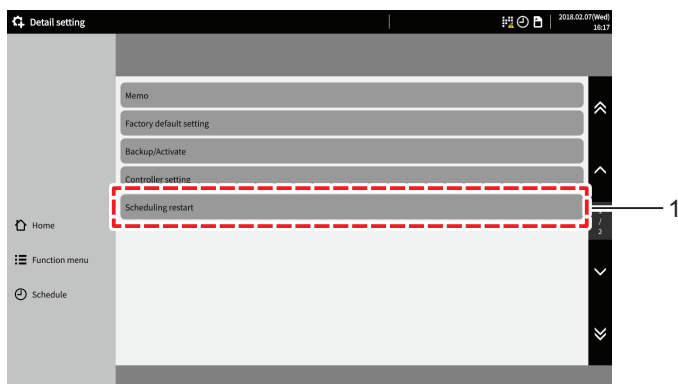 Detail setting
2018.02.07(Wed)
16:17
Memo
Factory default setting
Backup/Activate
Controller setting
Scheduling restart
1
/
2
Home
Function menu
Schedule